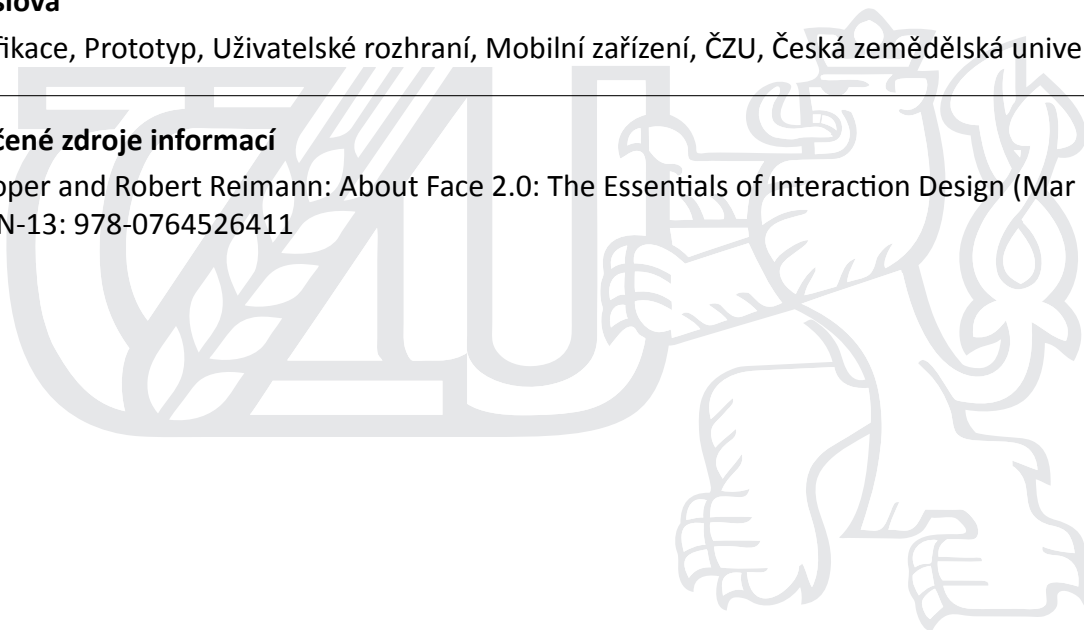 slova
fikace, Prototyp, Uživatelské rozhraní, Mobilní zařízení, ČZU, Česká zemědělská unive
čené zdroje informací
oper and Robert Reimann: About Face 2.0: The Essentials of Interaction Design (Mar
N-13: 978-0764526411
ČZU